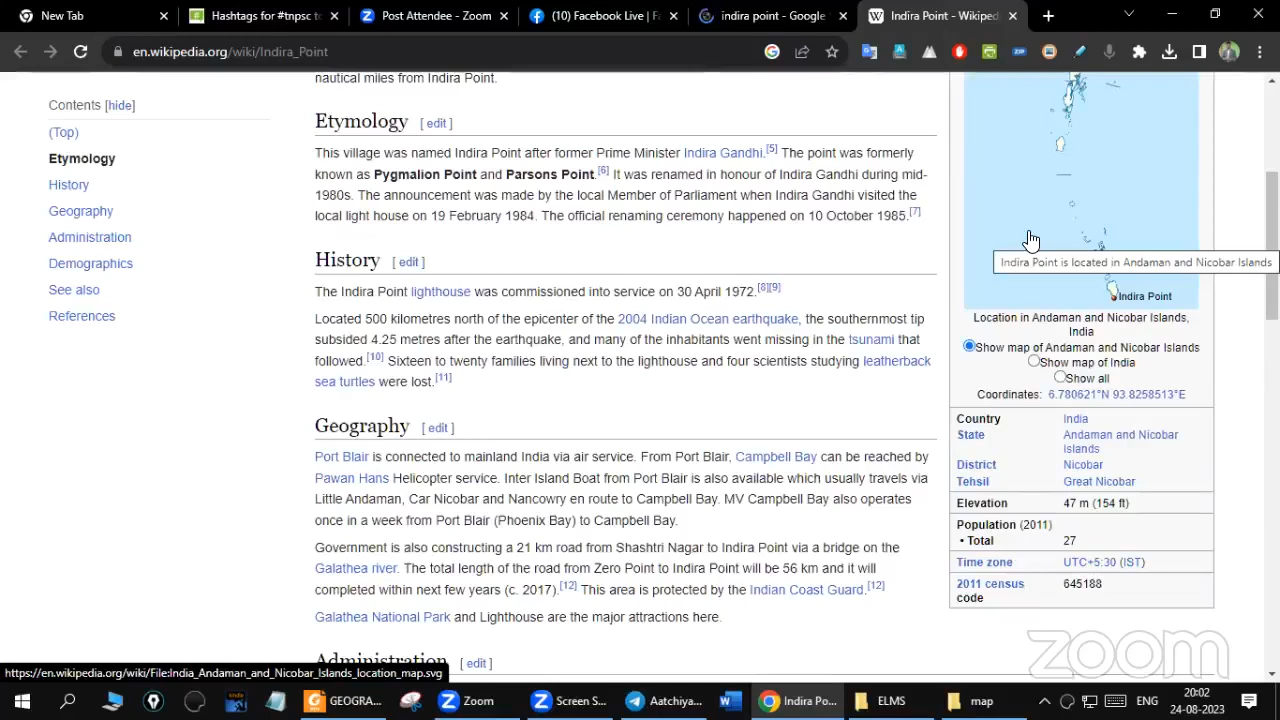 New Tab
Hashtags for #tnpsc to
Post Attendee - Zoom
(10) Facebook Live | Fa
indira point - Google
Indira Point - Wikiped
en.wikipedia.org/wiki/Indira_Point
Contents [hide]
(Top)
Etymology
History
Geography
Administration
Demographics
See also
References
nautical miles from Indira Point.
Etymology [ edit ]
This village was named Indira Point after former Prime Minister Indira Gandhi.[5] The point was formerly
known as Pygmalion Point and Parsons Point.[6] It was renamed in honour of Indira Gandhi during mid-
1980s. The announcement was made by the local Member of Parliament when Indira Gandhi visited the
local light house on 19 February 1984. The official renaming ceremony happened on 10 October 1985.[7]
History [ edit ]
The Indira Point lighthouse was commissioned into service on 30 April 1972.[8][9]
Located 500 kilometres north of the epicenter of the 2004 Indian Ocean earthquake, the southernmost tip
subsided 4.25 metres after the earthquake, and many of the inhabitants went missing in the tsunami that
followed.[10] Sixteen to twenty families living next to the lighthouse and four scientists studying leatherback
sea turtles were lost.[11]
Geography [ edit ]
Port Blair is connected to mainland India via air service. From Port Blair, Campbell Bay can be reached by
Pawan Hans Helicopter service. Inter Island Boat from Port Blair is also available which usually travels via
Little Andaman, Car Nicobar and Nancowry en route to Campbell Bay. MV Campbell Bay also operates
once in a week from Port Blair (Phoenix Bay) to Campbell Bay.
Government is also constructing a 21 km road from Shashtri Nagar to Indira Point via a bridge on the
Galathea river. The total length of the road from Zero Point to Indira Point will be 56 km and it will
completed within next few years (c. 2017).[12] This area is protected by the Indian Coast Guard.[12]
Galathea National Park and Lighthouse are the major attractions here.
Administration [ edit ]
Indira Point is located in Andaman and Nicobar Islands
Indira Point
Location in Andaman and Nicobar Islands,
India
Show map of Andaman and Nicobar Islands
Show map of India
Show all
Coordinates: 6.780621°N 93.8258513°E
Country India
State Andaman and Nicobar
Islands
District Nicobar
Tehsil Great Nicobar
Elevation 47 m (154 ft)
Population (2011)
• Total 27
Time zone UTC+5:30 (IST)
2011 census 645188
code
zoom
https://en.wikipedia.org/wiki/File:India_Andaman_and_Nicobar_Islands_location_map.svg
GEOGRA...
Zoom
Screen S...
Aatchiya...
Indira Po...
ELMS
map
ENG
20:02
24-08-2023